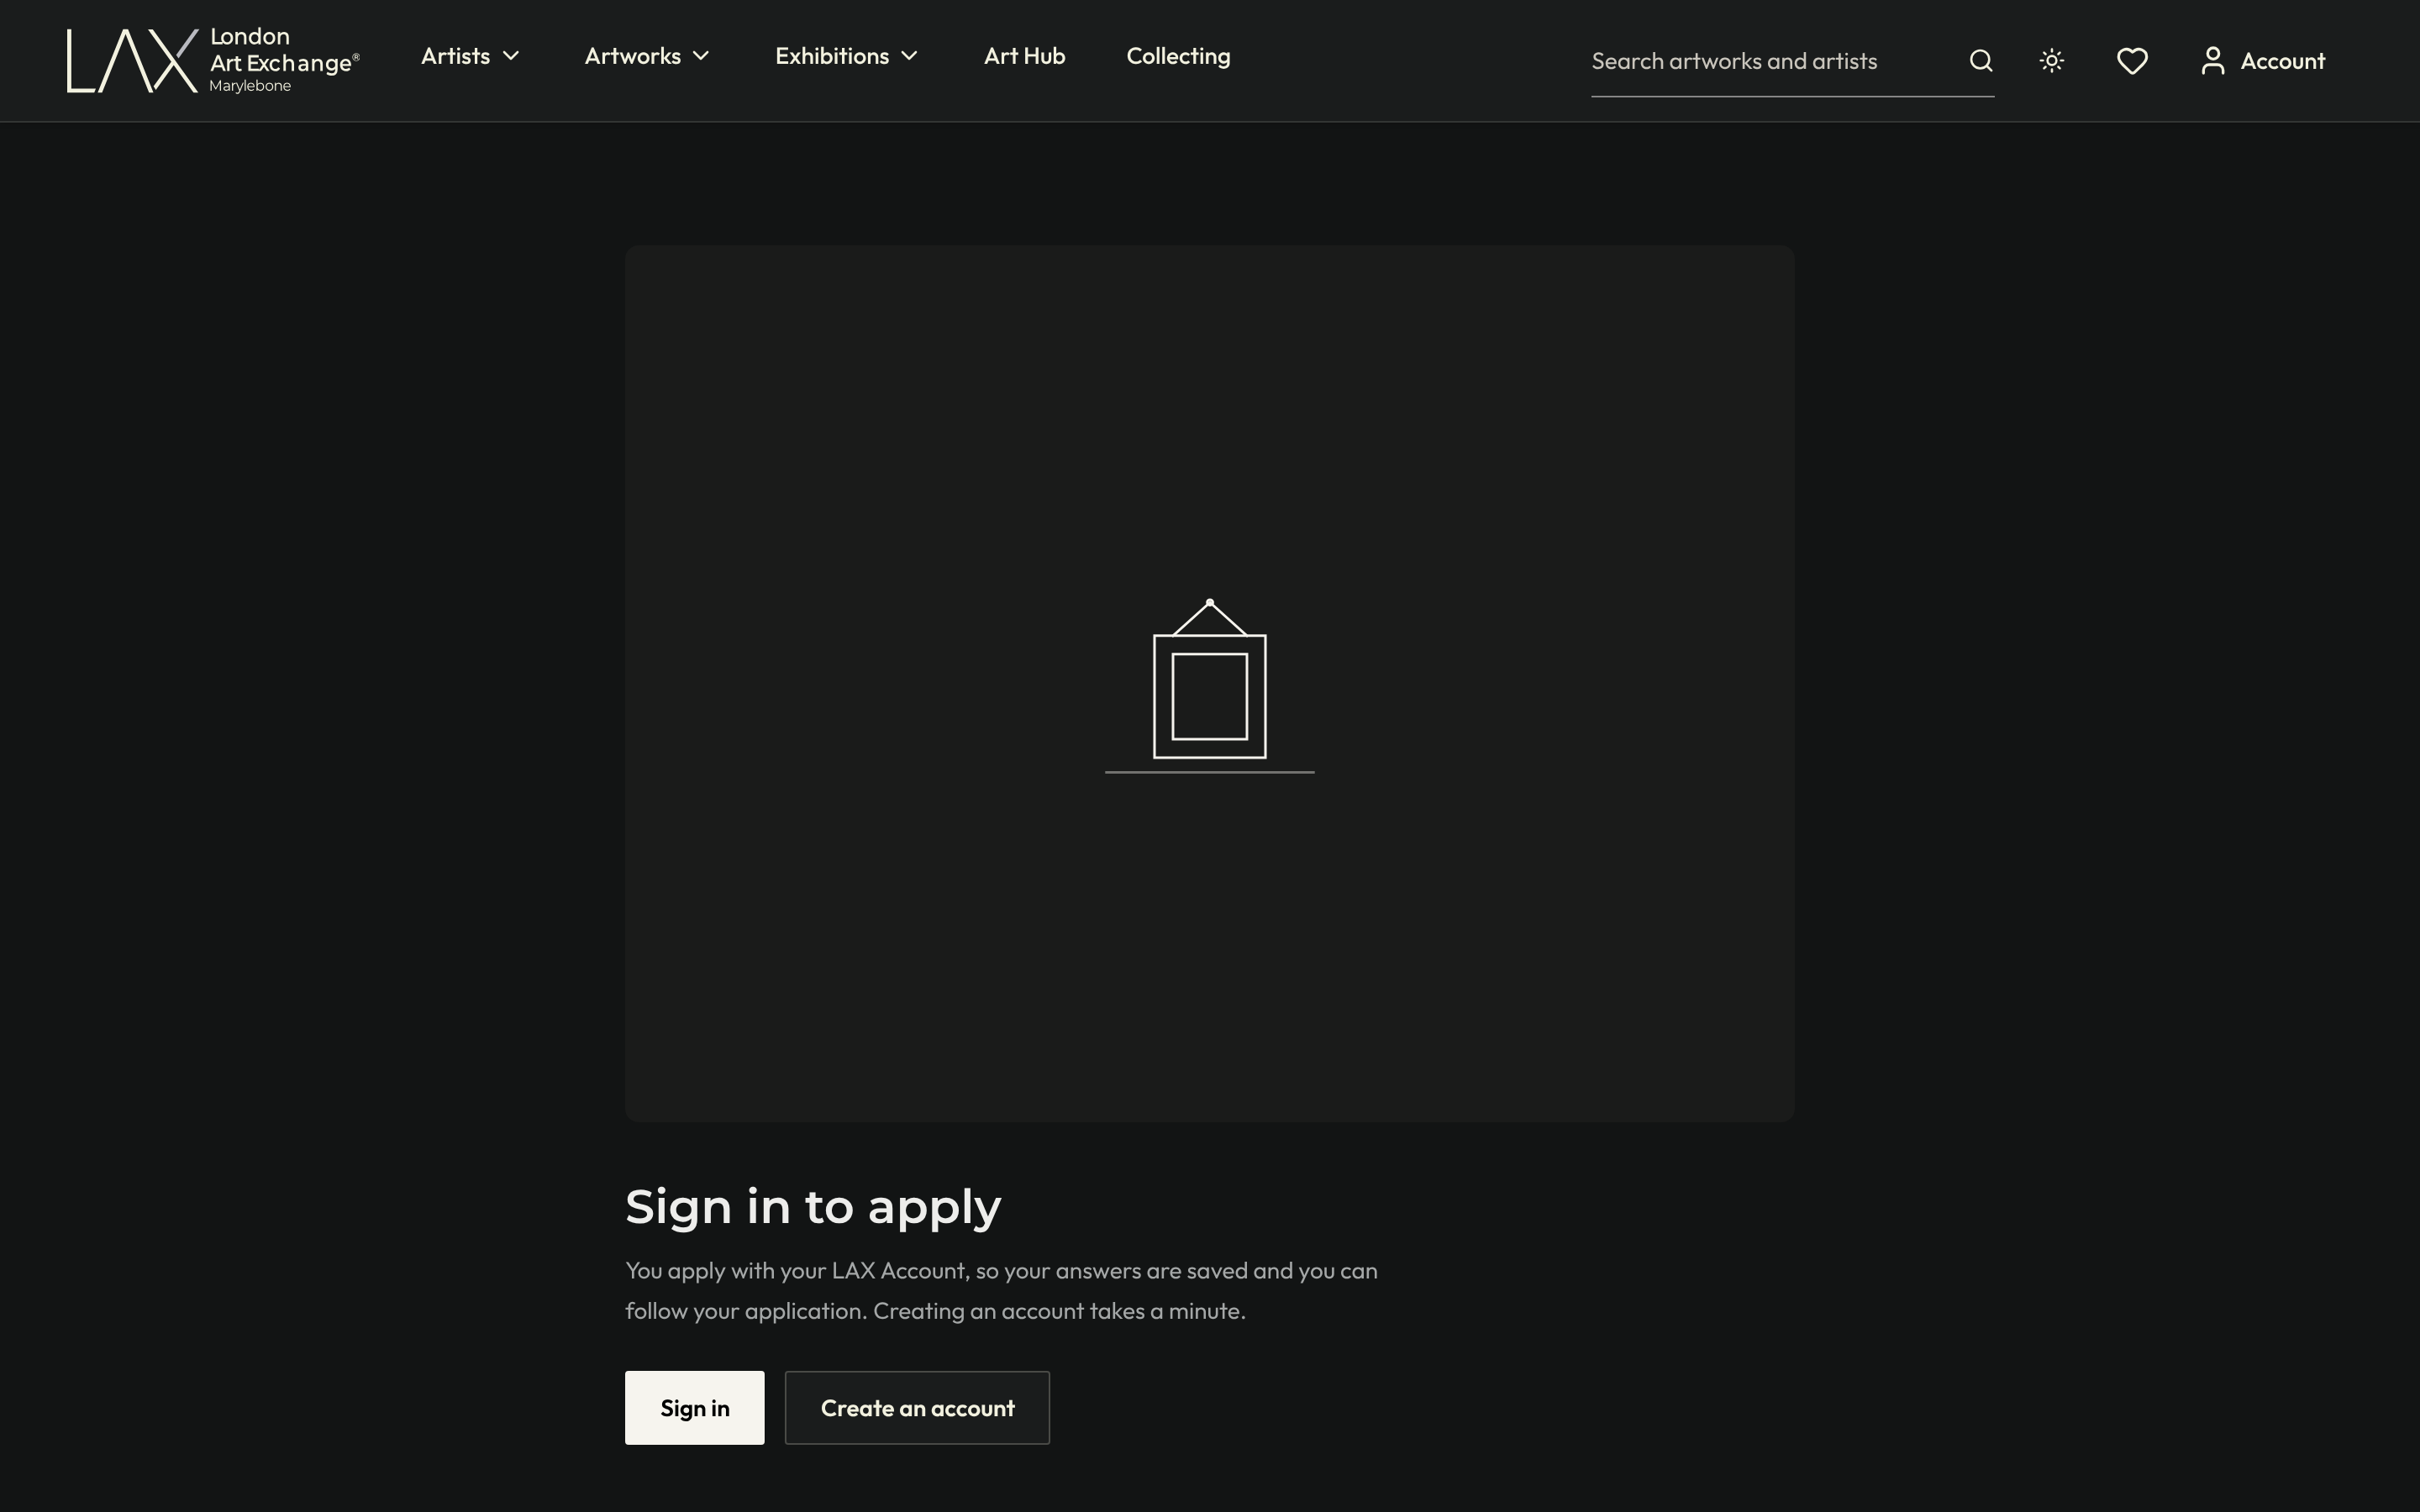 LAX
London
Art Exchange®
Marylebone
Artists
Artworks
Exhibitions
Art Hub
Collecting
Search artworks and artists
Account
Sign in to apply
You apply with your LAX Account, so your answers are saved and you can
follow your application. Creating an account takes a minute.
Sign in
Create an account